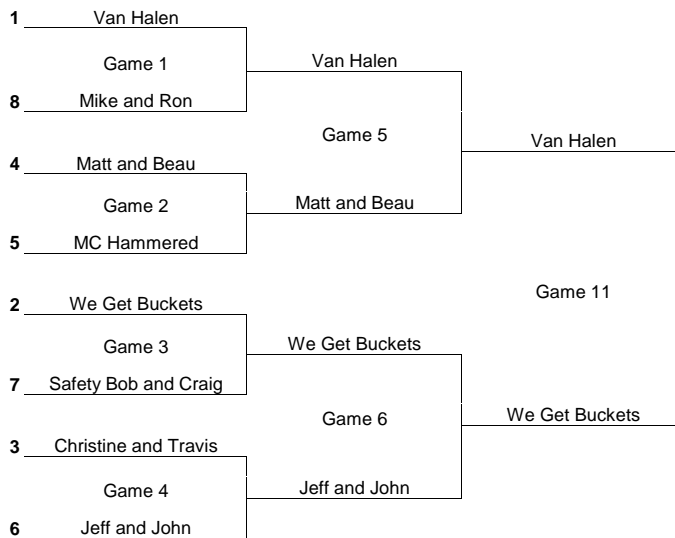 1 Van Halen
Game 1
Van Halen
8 Mike and Ron
Game 5
Van Halen
4 Matt and Beau
Game 2
Matt and Beau
5 MC Hammered
Game 11
2 We Get Buckets
Game 3
We Get Buckets
7 Safety Bob and Craig
Game 6
We Get Buckets
3 Christine and Travis
Game 4
Jeff and John
6 Jeff and John